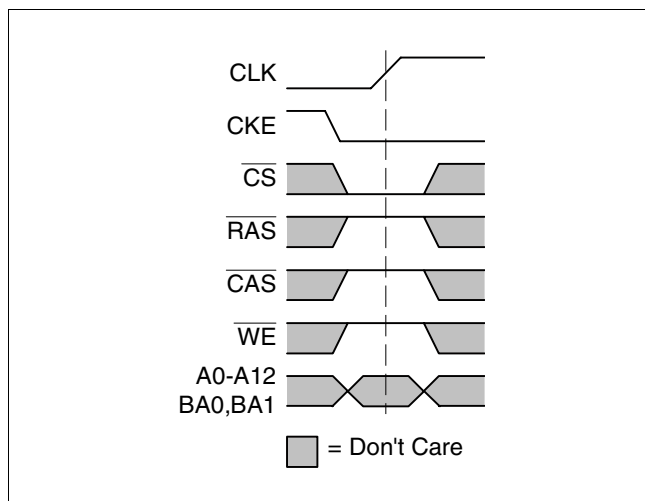 CLK
CKE
CS
RAS
CAS
WE
A0-A12
BA0,BA1
= Don't Care